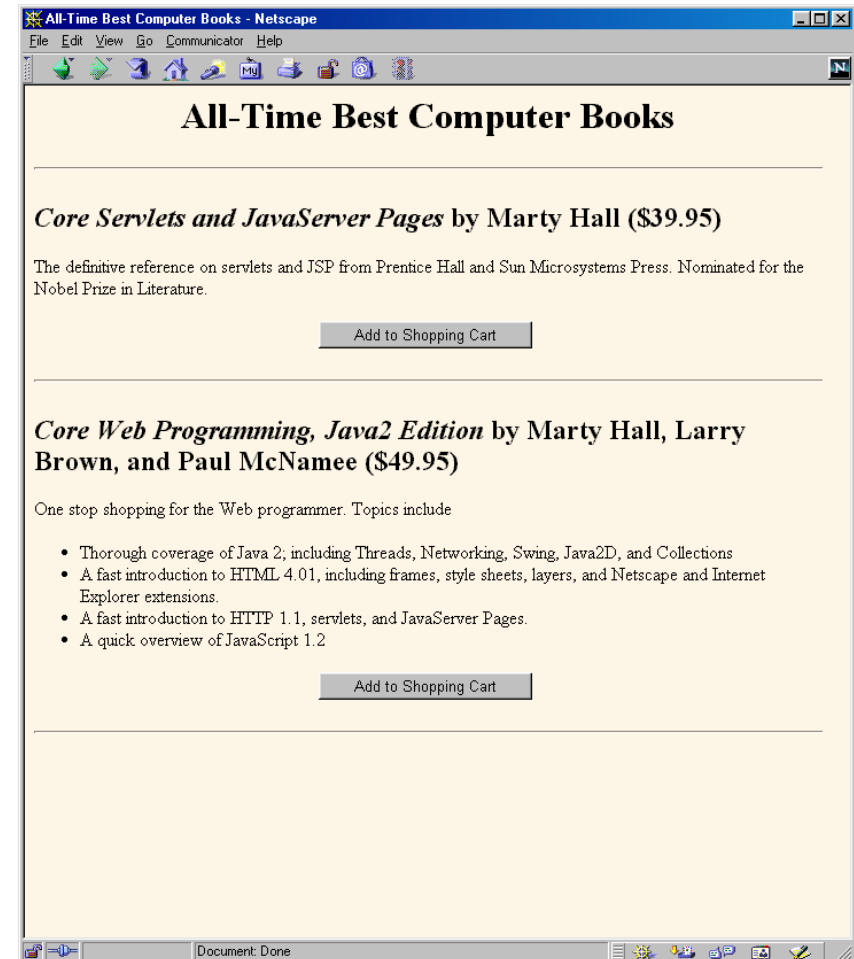 All-Time Best Computer Books - Netscape
File Edit View Go Communicator Help
My
N
All-Time Best Computer Books
Core Servlets and JavaServer Pages by Marty Hall ($39.95)
The definitive reference on servlets and JSP from Prentice Hall and Sun Microsystems Press. Nominated for the
Nobel Prize in Literature.
Add to Shopping Cart
Core Web Programming, Java2 Edition by Marty Hall, Larry
Brown, and Paul McNamee ($49.95)
One stop shopping for the Web programmer. Topics include
• Thorough coverage of Java 2; including Threads, Networking, Swing, Java2D, and Collections
• A fast introduction to HTML 4.01, including frames, style sheets, layers, and Netscape and Internet
Explorer extensions.
• A fast introduction to HTTP 1.1, servlets, and JavaServer Pages.
• A quick overview of JavaScript 1.2
Add to Shopping Cart
Document: Done